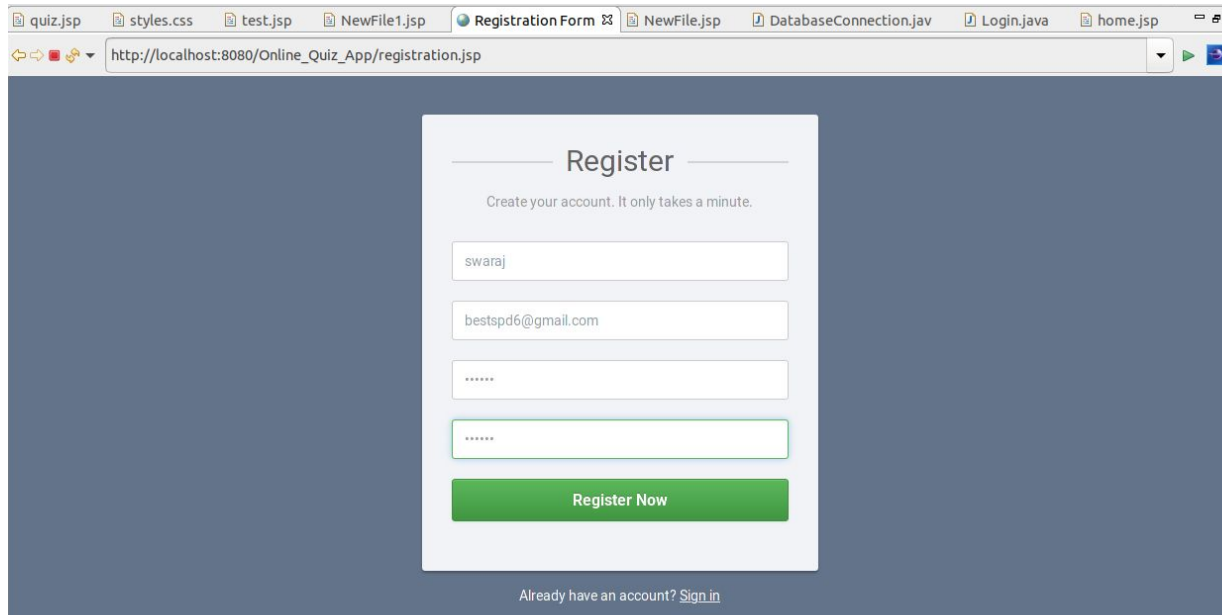 quiz.jsp styles.css test.jsp NewFile1.jsp Registration Form NewFile.jsp DatabaseConnection.jav Login.java home.jsp
http://localhost:8080/Online_Quiz_App/registration.jsp
Register
Create your account. It only takes a minute.
swaraj
bestspd6@gmail.com
••••••
••••••
Register Now
Already have an account? Sign in